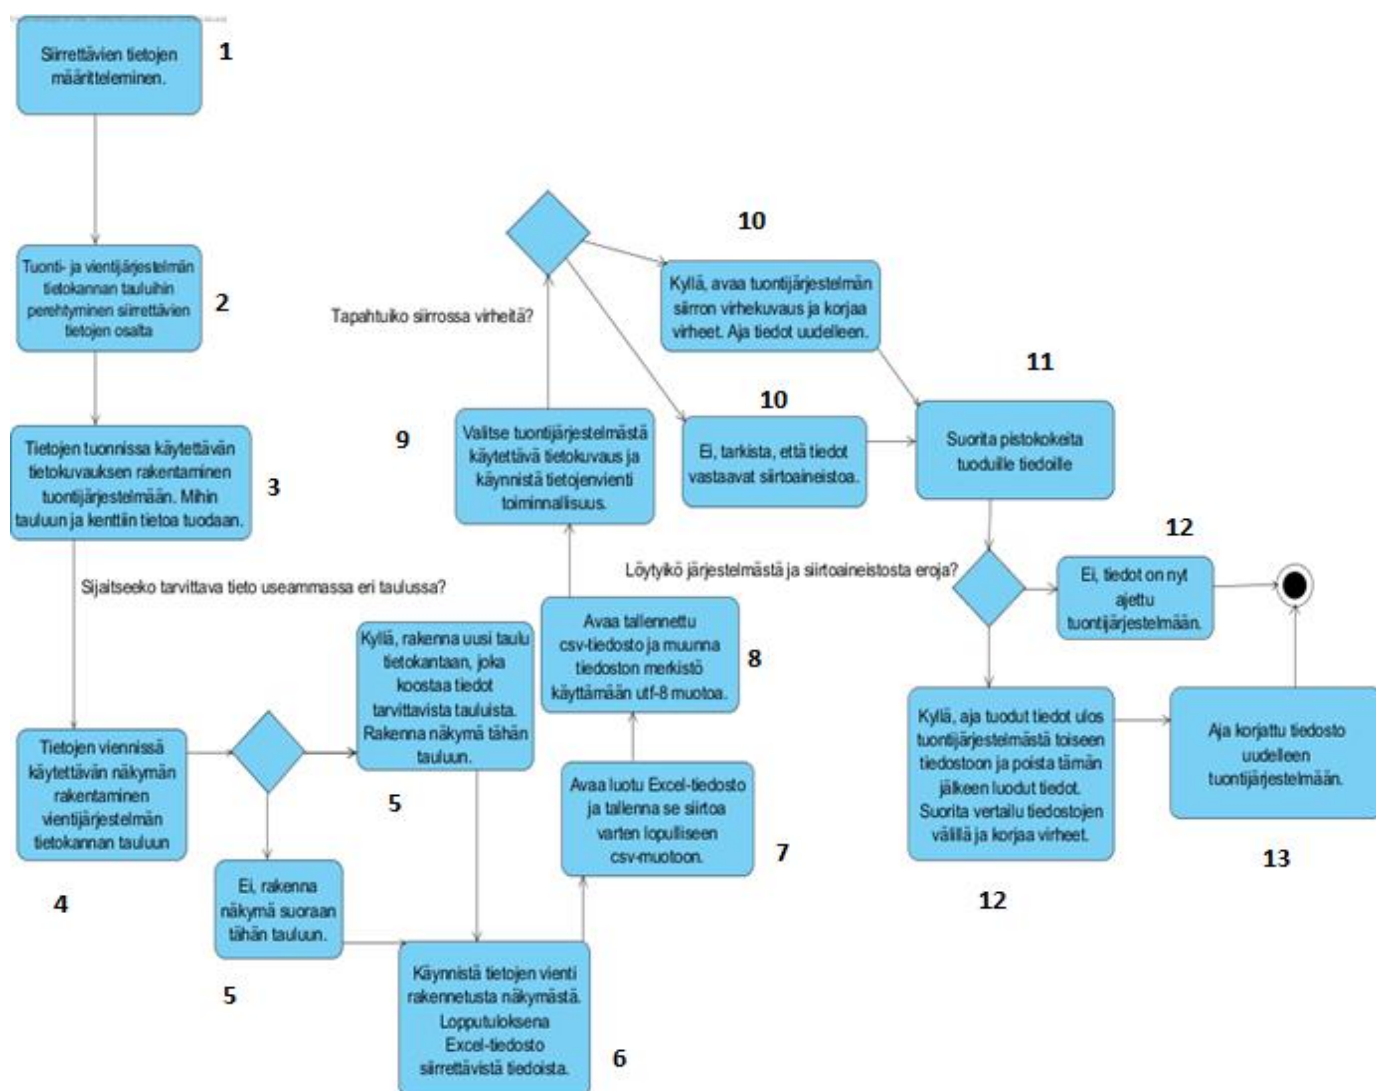 Siirrettävien tietojen
määritteleminen.
1
Tuonti- ja vientijärjestelmän
tietokannan tauluihin
perehtyminen siirrettävien
tietojen osalta
2
Tietojen tuonnissa käytettävän
tietokuvauksen rakentaminen
tuontijärjestelmään. Mihin
tauluun ja kenttiin tietoa tuodaan.
3
Sijaitseeko tarvittava tieto useammassa eri taulussa?
Tietojen viennissä
käytettävän näkymän
rakentaminen
vientijärjestelmän
tietokannan tauluun
4
Kyllä, rakenna uusi taulu
tietokantaan, joka
koostaa tiedot
tarvittavista tauluista.
Rakenna näkymä tähän
tauluun.
5
Ei, rakenna
näkymä suoraan
tähän tauluun.
5
Käynnistä tietojen vienti
rakennetusta näkymästä.
Lopputuloksena
Excel-tiedosto
siirrettävistä tiedoista.
6
Avaa luotu Excel-tiedosto
ja tallenna se siirtoa
varten lopulliseen
csv-muotoon.
7
Avaa tallennettu
csv-tiedosto ja muunna
tiedoston merkistö
käyttämään utf-8 muotoa.
8
Valitse tuontijärjestelmästä
käytettävä tietokuvaus ja
käynnistä tietojenvienti
toiminnallisuus.
9
Tapahtuiko siirrossa virheitä?
10
Kyllä, avaa tuontijärjestelmän
siirron virhekuvaus ja korjaa
virheet. Aja tiedot uudelleen.
10
Ei, tarkista, että tiedot
vastaavat siirtoaineistoa.
11
Suorita pistokokeita
tuoduille tiedoille
Löytyikö järjestelmästä ja siirtoaineistosta eroja?
12
Ei, tiedot on nyt
ajettu
tuontijärjestelmään.
Kyllä, aja tuodut tiedot ulos
tuontijärjestelmästä toiseen
tiedostoon ja poista tämän
jälkeen luodut tiedot.
Suorita vertailu tiedostojen
välillä ja korjaa virheet.
12
Aja korjattu tiedosto
uudelleen
tuontijärjestelmään.
13